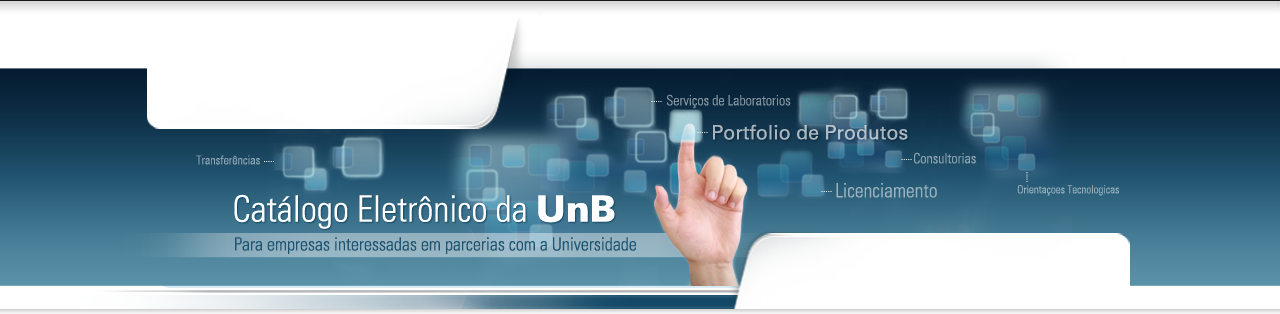 Serviços de Laboratorios
Portfolio de Produtos
Transferências
Consultorias
Licenciamento
Orientaçoes Tecnologicas
Catálogo Eletrônico da UnB
Para empresas interessadas em parcerias com a Universidade